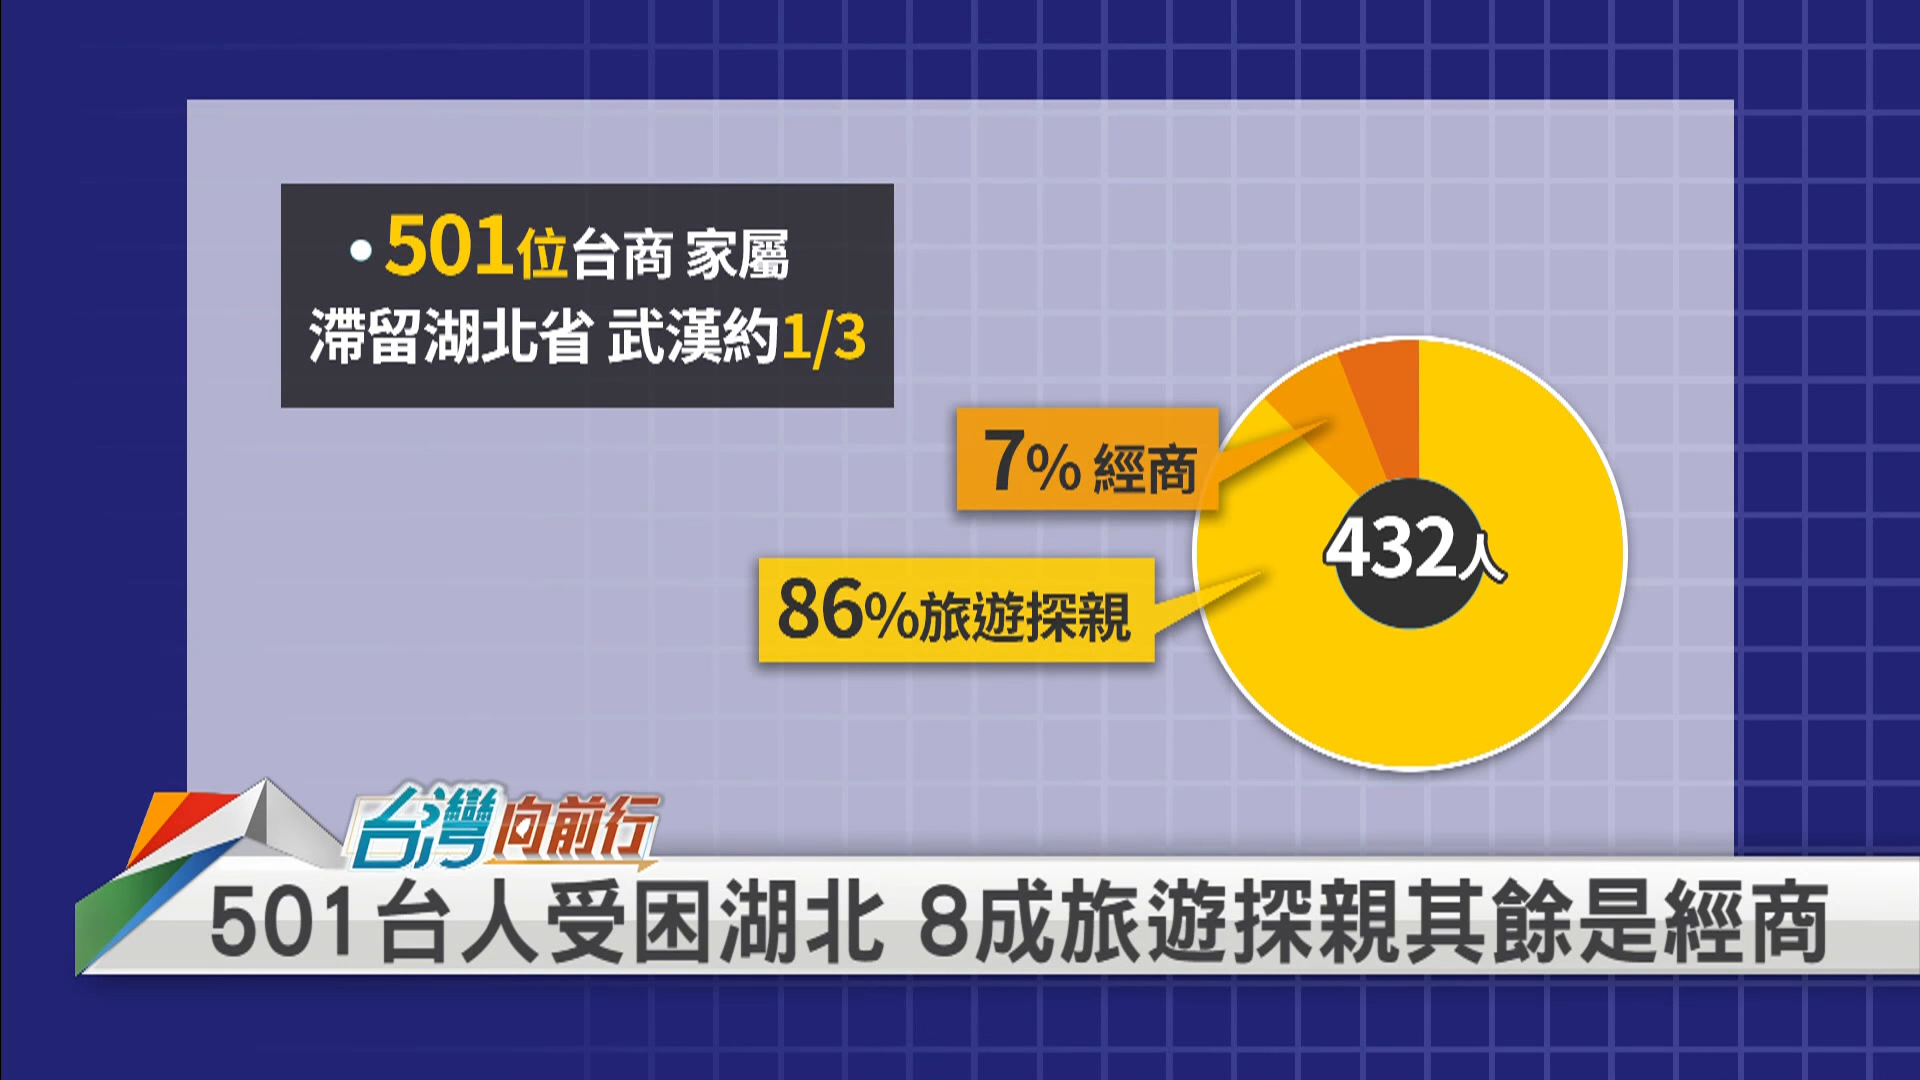 •501位台商 家屬
滯留湖北省 武漢約1/3
7% 經商
432人
86%旅遊探親
台灣向前行
501台人受困湖北 8成旅遊探親其餘是經商